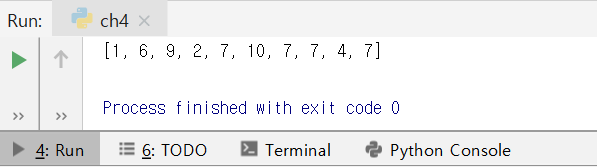 Run: ch4 ×
[1, 6, 9, 2, 7, 10, 7, 7, 4, 7]
Process finished with exit code 0
>> >>
4: Run 6: TODO Terminal Python Console